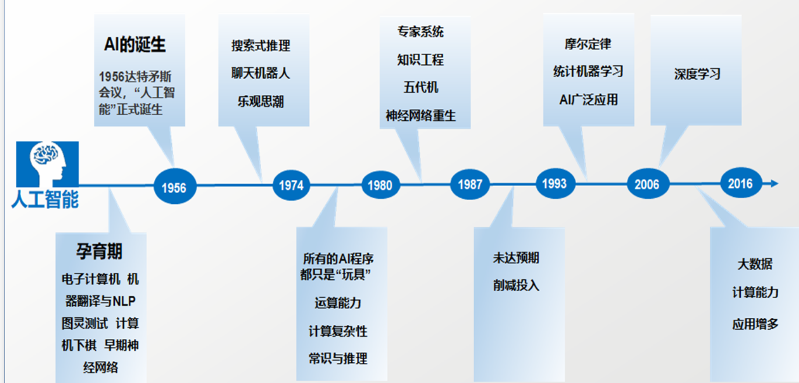 AI的诞生
1956达特矛斯
会议，“人工智
能”正式诞生
搜索式推理
聊天机器人
乐观思潮
专家系统
知识工程
五代机
神经网络重生
摩尔定律
统计机器学习
AI广泛应用
深度学习
人工智能
1956
1974
1980
1987
1993
2006
2016
孕育期
电子计算机 机
器翻译与NLP
图灵测试 计算
机下棋 早期神
经网络
所有的AI程序
都只是“玩具”
运算能力
计算复杂性
常识与推理
未达预期
削减投入
大数据
计算能力
应用增多